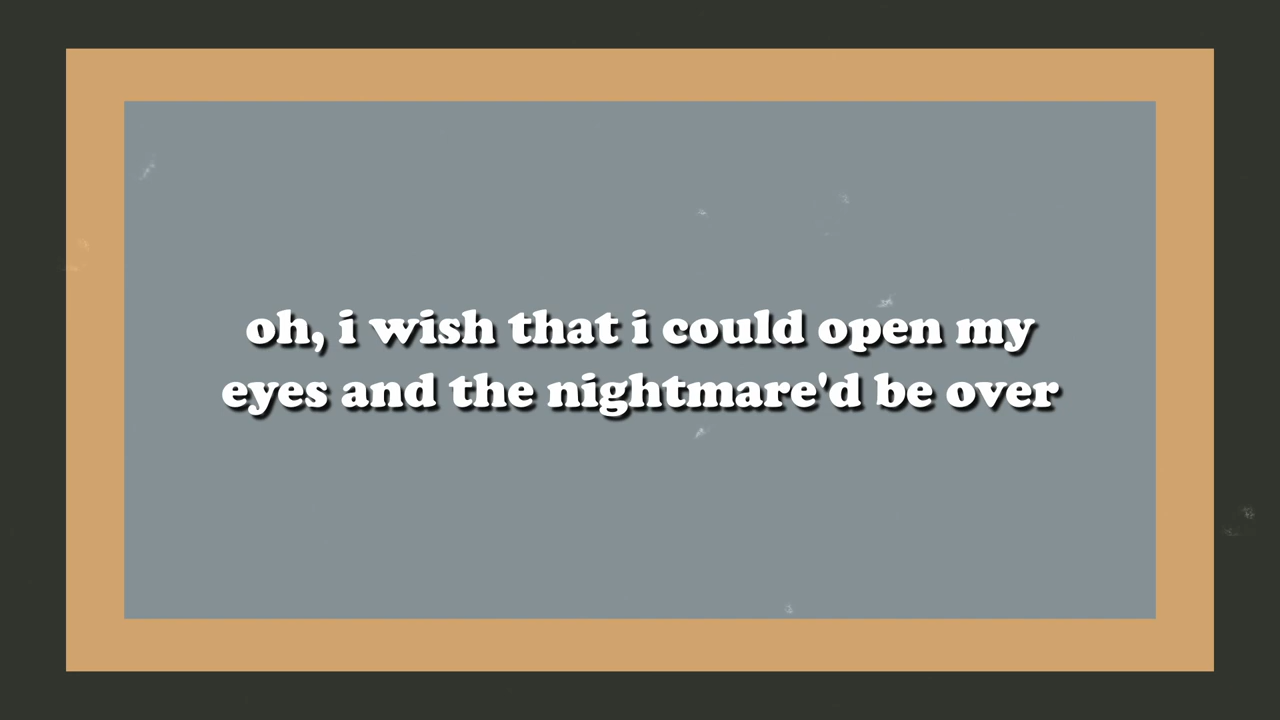 oh, i wish that i could open my
eyes and the nightmare'd be over